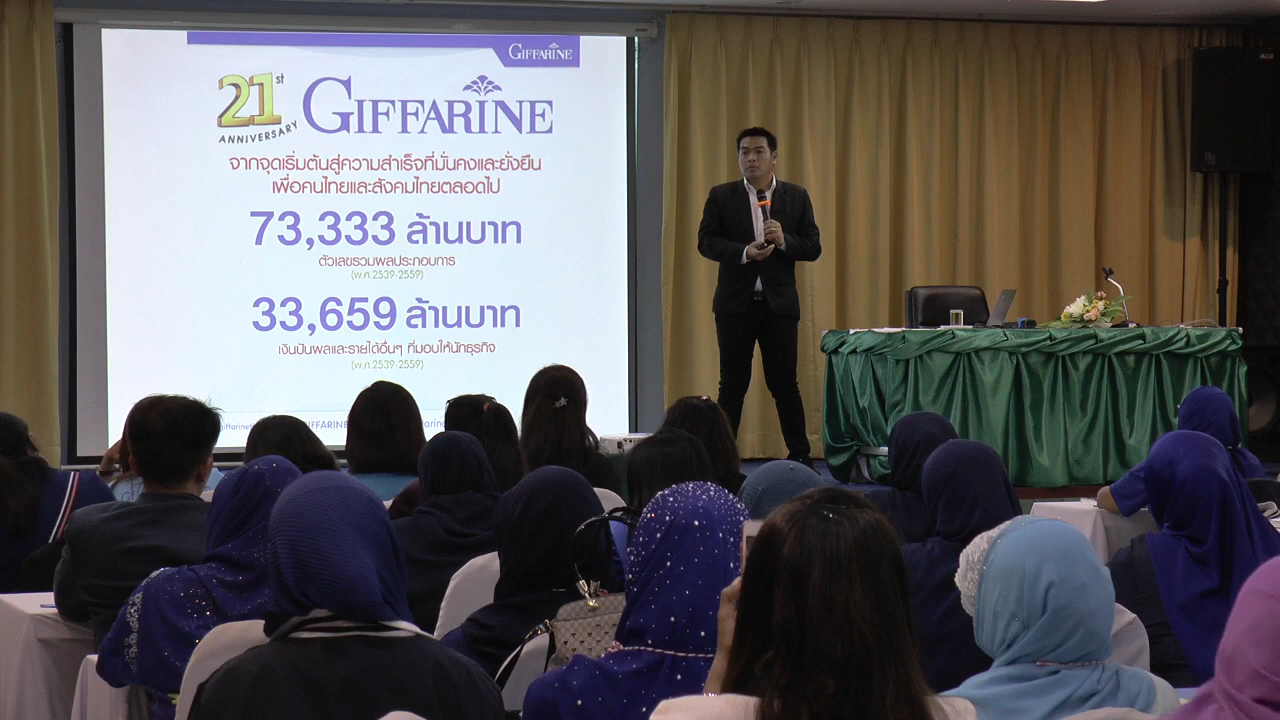 GIFFARINE
21st
ANNIVERSARY
GIFFARINE
จากจุดเริ่มต้นสู่ความสำเร็จที่มั่นคงและยั่งยืน
เพื่อคนไทยและสังคมไทยตลอดไป
73,333 ล้านบาท
ตัวเลขรวมผลประกอบการ
(พ.ศ.2539-2559)
33,659 ล้านบาท
เงินปันผลและรายได้อื่นๆ ที่มอบให้นักธุรกิจ
(พ.ศ.2539-2559)
GIFFARINE